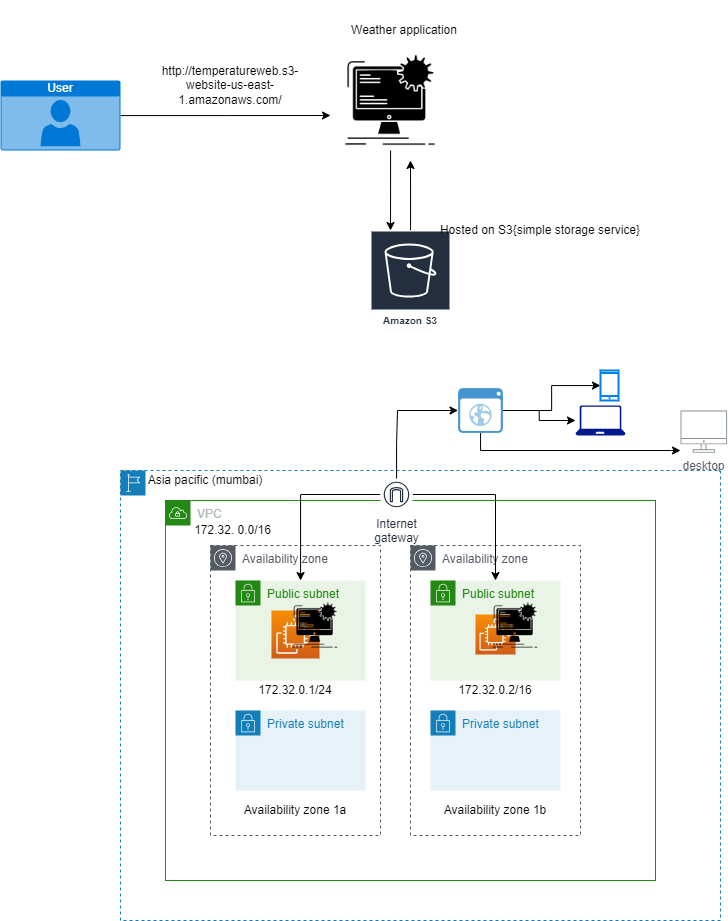 Weather application
http://temperatureweb.s3-
website-us-east-
1.amazonaws.com/
User
Hosted on S3{simple storage service}
Amazon S3
desktop
Asia pacific (mumbai)
VPC
172.32. 0.0/16
Internet
gateway
Availability zone
Availability zone
Public subnet
Public subnet
172.32.0.1/24
172.32.0.2/16
Private subnet
Private subnet
Availability zone 1a
Availability zone 1b